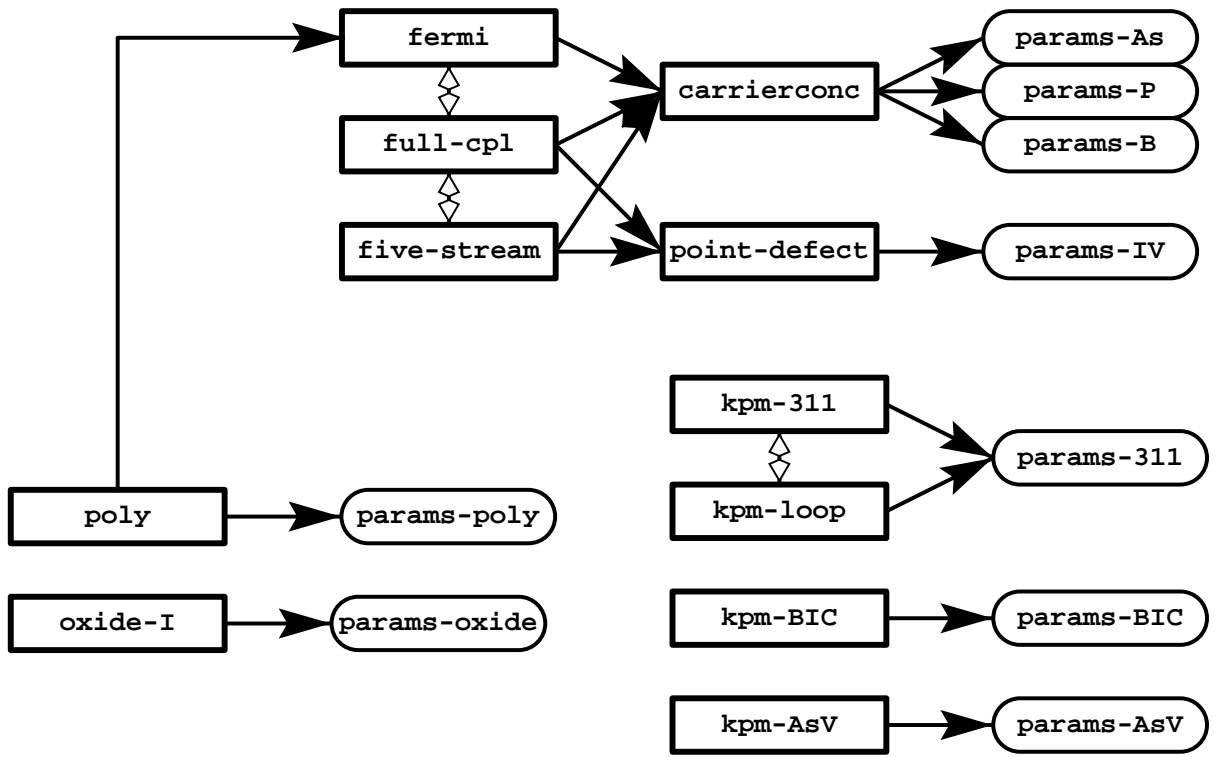 fermi
params-As
carrierconc
params-P
full-cpl
params-B
five-stream
point-defect
params-IV
kpm-311
params-311
kpm-loop
poly
params-poly
oxide-I
params-oxide
kpm-BIC
params-BIC
kpm-AsV
params-AsV